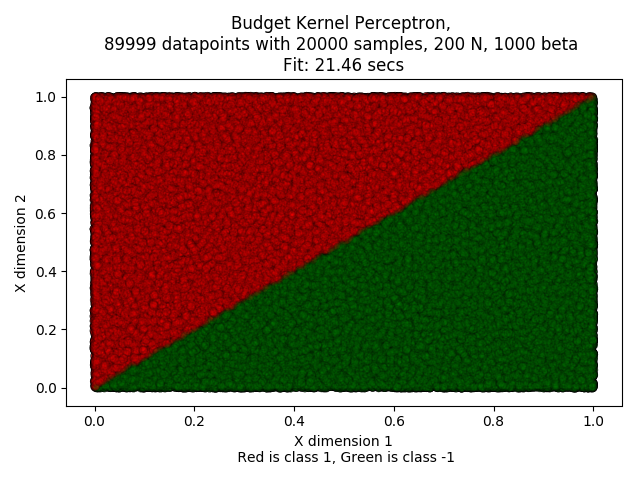 Budget Kernel Perceptron,
89999 datapoints with 20000 samples, 200 N, 1000 beta
Fit: 21.46 secs
1.0
0.8
0.6
0.4
0.2
0.0
X dimension 2
0.0 0.2 0.4 0.6 0.8 1.0
X dimension 1
Red is class 1, Green is class -1